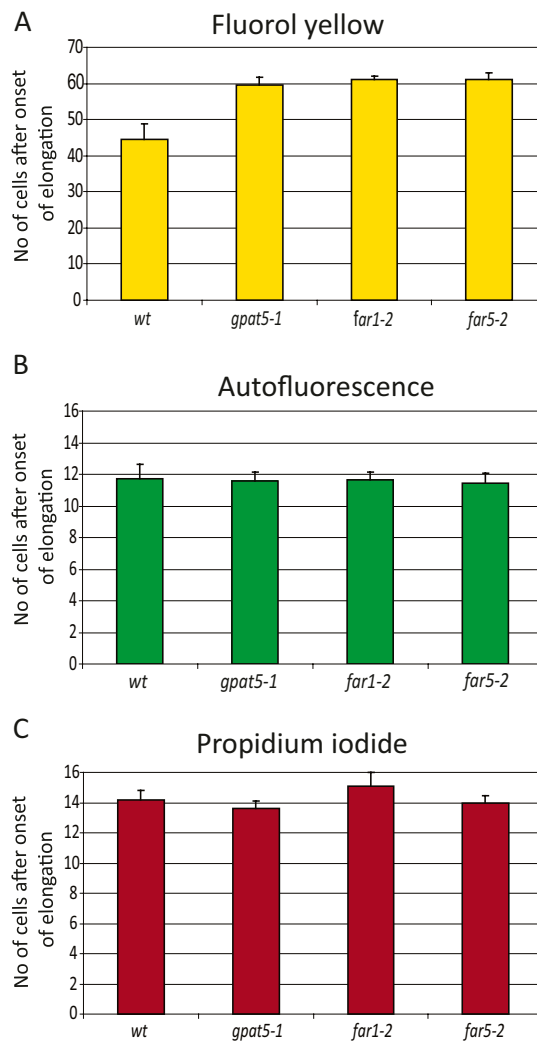 A
Fluorol yellow
No of cells after onset
of elongation
70
60
50
40
30
20
10
0
wt
gpat5-1
far1-2
far5-2
B
Autofluorescence
No of cells after onset
of elongation
16
14
12
10
8
6
4
2
0
wt
gpat5-1
far1-2
far5-2
C
Propidium iodide
No of cells after onset
of elongation
16
14
12
10
8
6
4
2
0
wt
gpat5-1
far1-2
far5-2